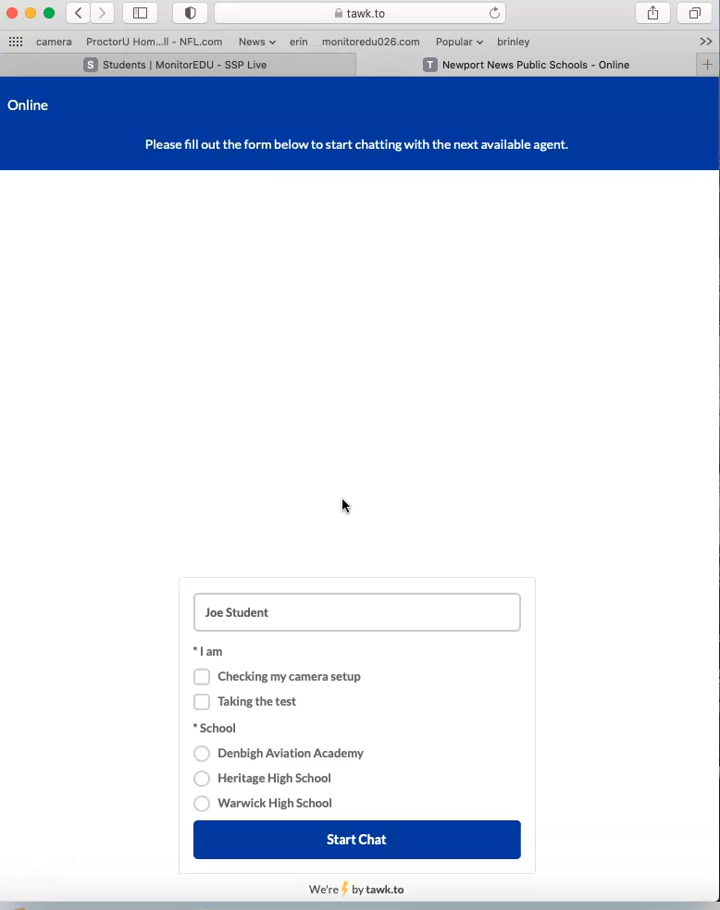 tawk.to
camera ProctorU Hom...ll - NFL.com News erin monitoredu026.com Popular brinley >>
S Students | MonitorEDU - SSP Live T Newport News Public Schools - Online
Online
Please fill out the form below to start chatting with the next available agent.
Joe Student
* I am
Checking my camera setup
Taking the test
* School
Denbigh Aviation Academy
Heritage High School
Warwick High School
Start Chat
We're by tawk.to